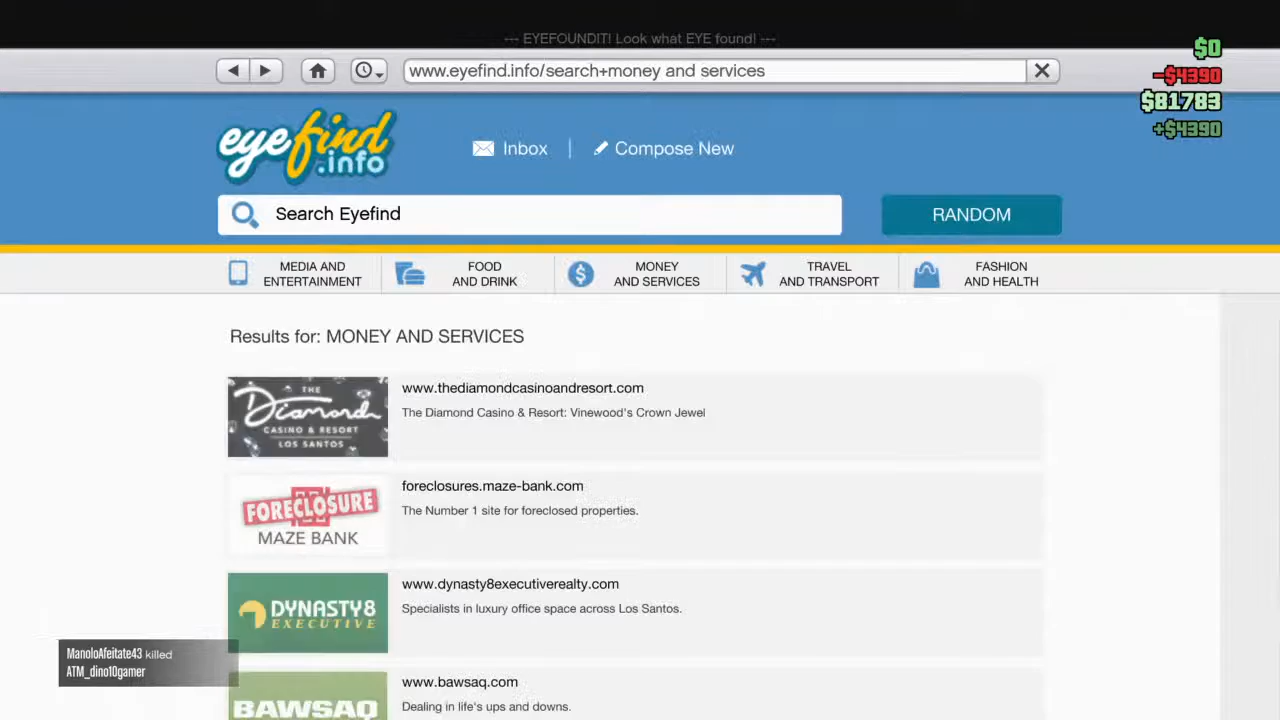 --- EYEFOUNDIT! Look what EYE found! ---
$0
-$4390
$81783
+$4390
www.eyefind.info/search+money and services
eyefind
.info
Inbox
Compose New
Search Eyefind
RANDOM
MEDIA AND
ENTERTAINMENT
FOOD
AND DRINK
MONEY
AND SERVICES
TRAVEL
AND TRANSPORT
FASHION
AND HEALTH
Results for: MONEY AND SERVICES
THE
Diamond
CASINO & RESORT
LOS SANTOS
www.thediamondcasinoandresort.com
The Diamond Casino & Resort: Vinewood's Crown Jewel
FORECLOSURE
MAZE BANK
foreclosures.maze-bank.com
The Number 1 site for foreclosed properties.
DYNASTY8
EXECUTIVE
www.dynasty8executiverealty.com
Specialists in luxury office space across Los Santos.
ManoloAfeitate43 killed
ATM_dino10gamer
BAWSAQ
www.bawsaq.com
Dealing in life's ups and downs.